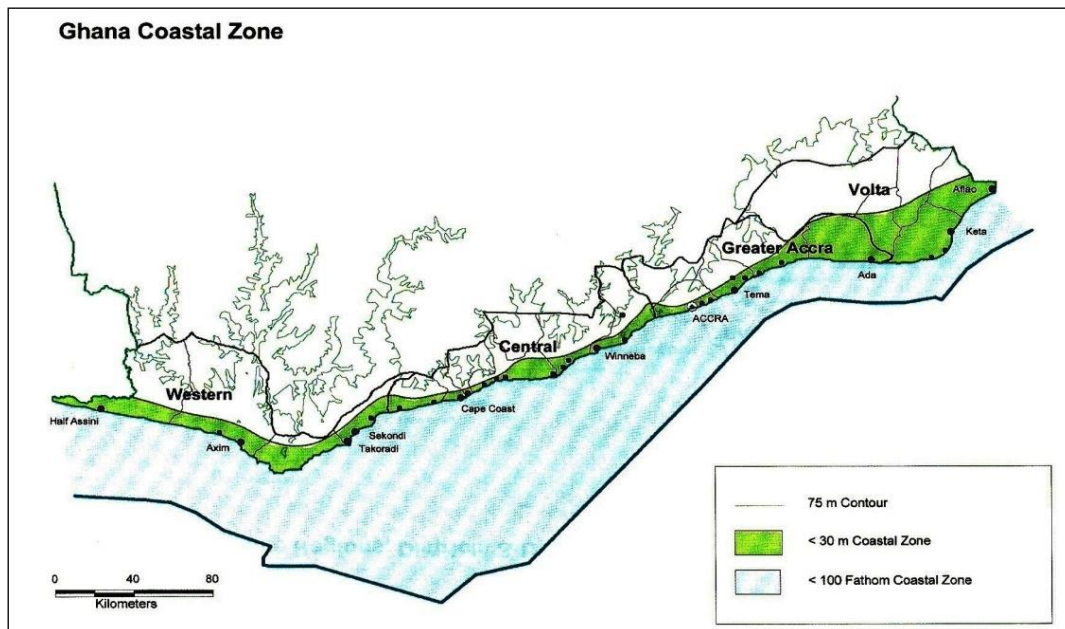 Ghana Coastal Zone
Volta
Aflao
Keta
Greater Accra
Ada
Tema
ACCRA
Central
Winneba
Western
Cape Coast
Half Assini
Sekondi
Axim
Takoradi
75 m Contour
< 30 m Coastal Zone
< 100 Fathom Coastal Zone
0 40 80
Kilometers